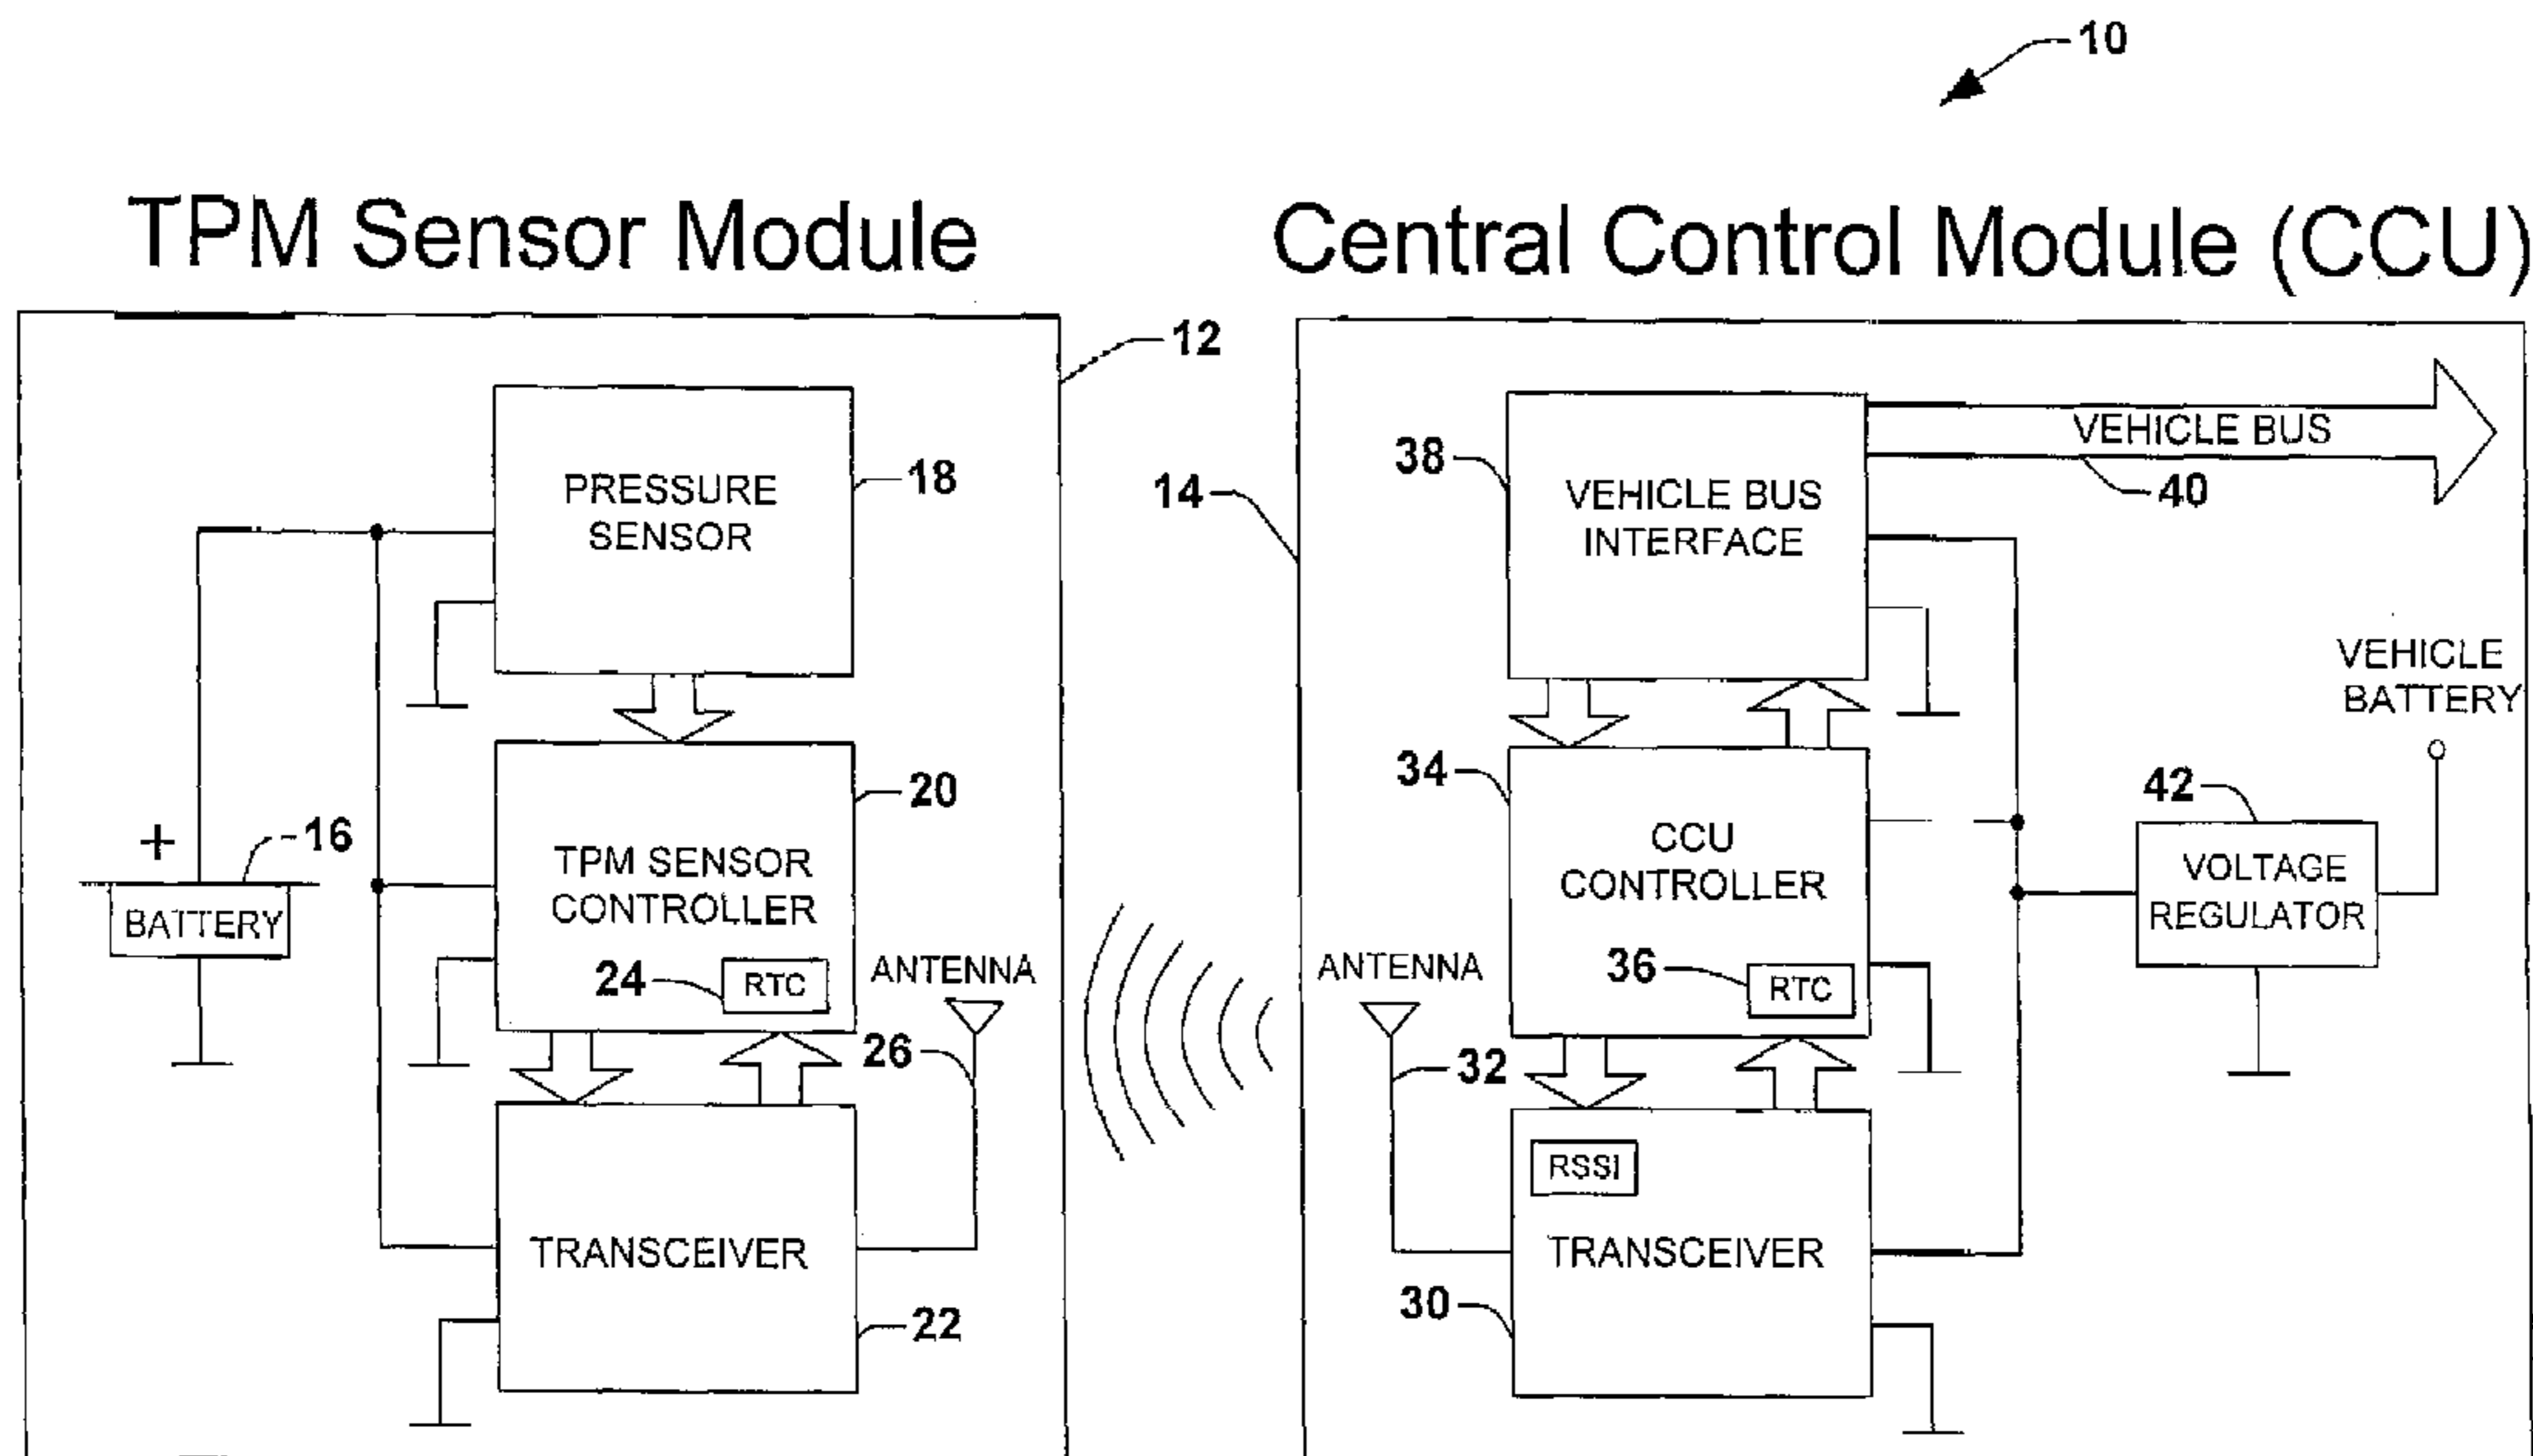 10
TPM Sensor Module
Central Control Module (CCU)
12
PRESSURE
SENSOR
18
14
38
VEHICLE BUS
INTERFACE
VEHICLE BUS
40
VEHICLE
BATTERY
+
16
BATTERY
20
TPM SENSOR
CONTROLLER
24
RTC
ANTENNA
26
TRANSCEIVER
22
34
CCU
CONTROLLER
36
RTC
42
VOLTAGE
REGULATOR
ANTENNA
32
RSSI
TRANSCEIVER
30